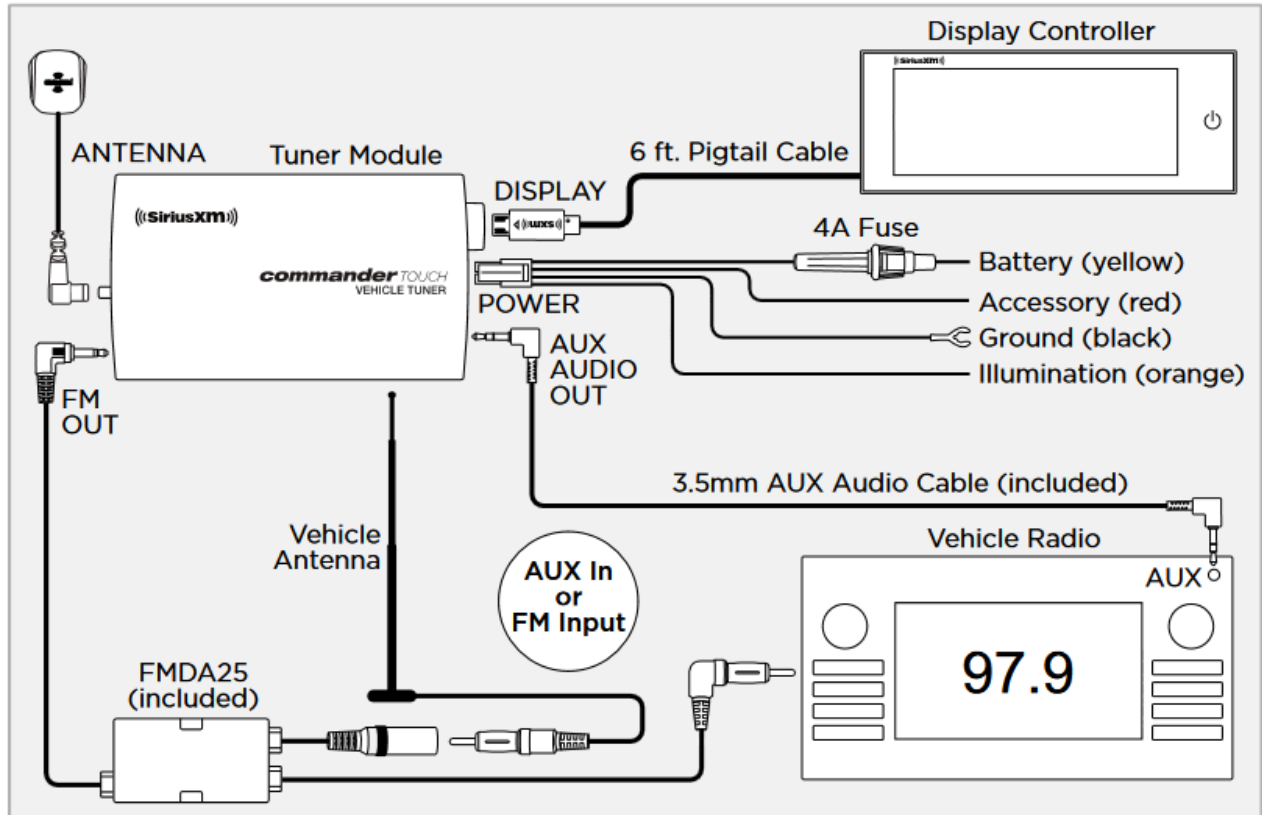 Display Controller
((SiriusXM))
ANTENNA
Tuner Module
6 ft. Pigtail Cable
DISPLAY
((SiriusXM))
((SXM))
4A Fuse
commander TOUCH
VEHICLE TUNER
Battery (yellow)
POWER
Accessory (red)
Ground (black)
Illumination (orange)
AUX
AUDIO
OUT
FM
OUT
3.5mm AUX Audio Cable (included)
Vehicle
Antenna
AUX In
or
FM Input
Vehicle Radio
AUX
97.9
FMDA25
(included)